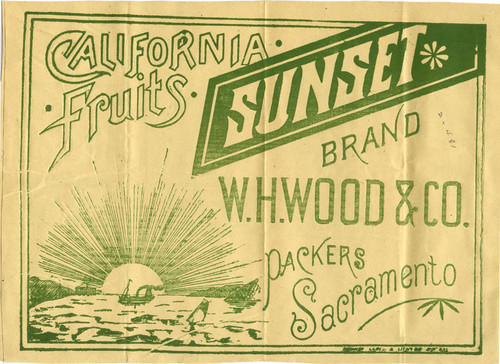 CALIFORNIA
Fruits
SUNSET
BRAND
W.H.WOOD & CO.
PACKERS
Sacramento